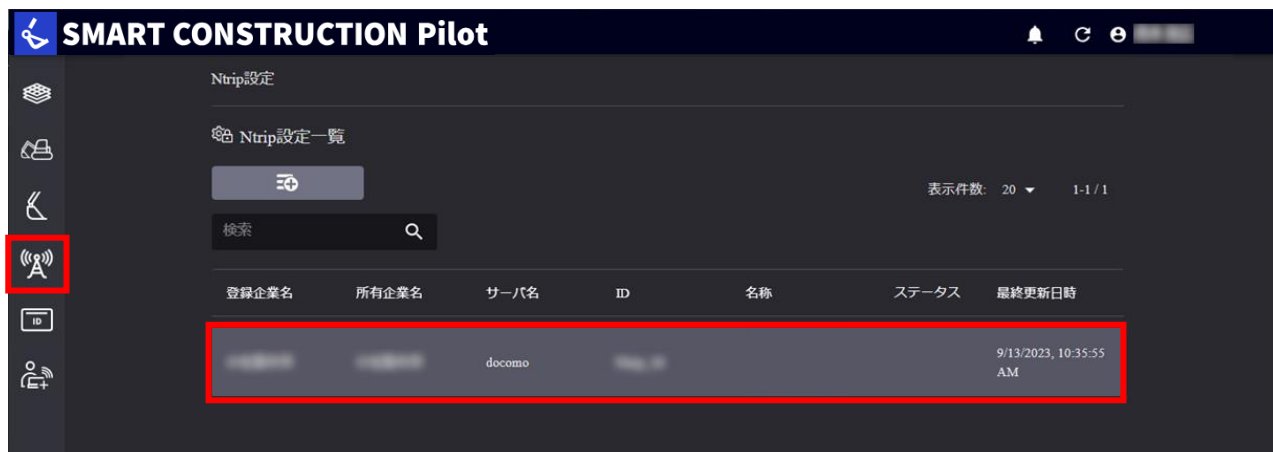 SMART CONSTRUCTION Pilot
Ntrip設定
Ntrip設定一覧
表示件数: 20 1-1 / 1
検索
ID
登録企業名 所有企業名 サーバ名 ID 名称 ステータス 最終更新日時
docomo 9/13/2023, 10:35:55
AM